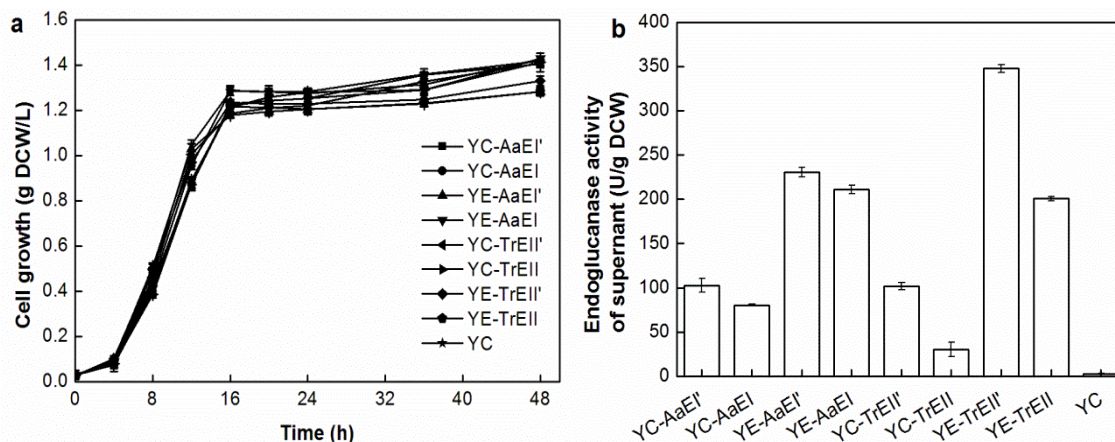 a
1.6
1.4
1.2
1.0
0.8
0.6
0.4
0.2
0.0
Cell growth (g DCW/L)
0 8 16 24 32 40 48
Time (h)
YC-AaEI'
YC-AaEI
YE-AaEI'
YE-AaEI
YC-TrEII'
YC-TrEII
YE-TrEII'
YE-TrEII
YC
b
400
350
300
250
200
150
100
50
0
Endoglucanase activity
of supernant (U/g DCW)
YC-AaEI'
YC-AaEI
YE-AaEI'
YE-AaEI
YC-TrEII'
YC-TrEII
YE-TrEII'
YE-TrEII
YC